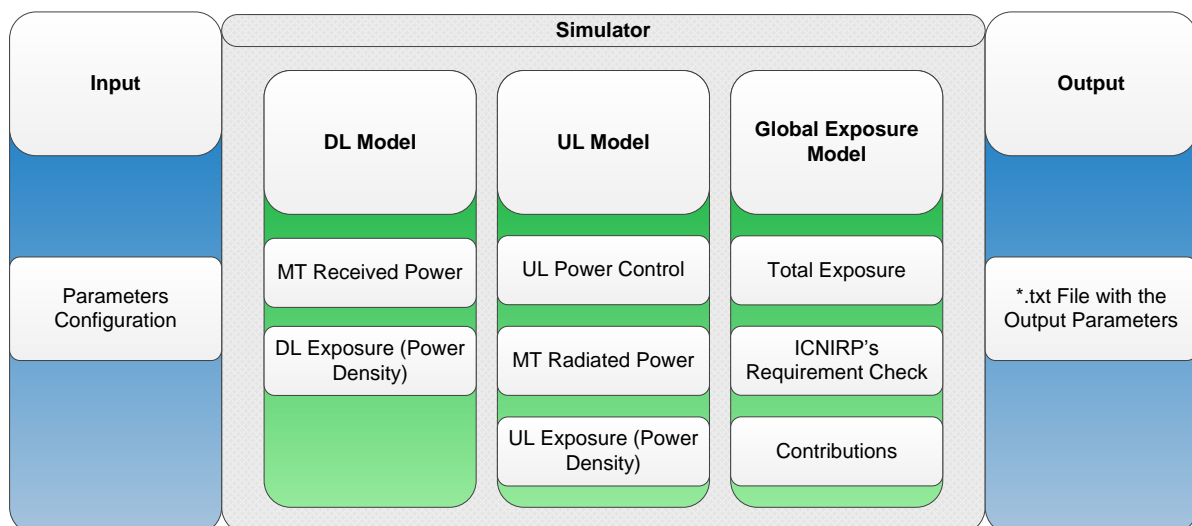 Simulator
Input
Parameters
Configuration
DL Model
MT Received Power
DL Exposure (Power
Density)
UL Model
UL Power Control
MT Radiated Power
UL Exposure (Power
Density)
Global Exposure
Model
Total Exposure
ICNIRP’s
Requirement Check
Contributions
Output
*.txt File with the
Output Parameters